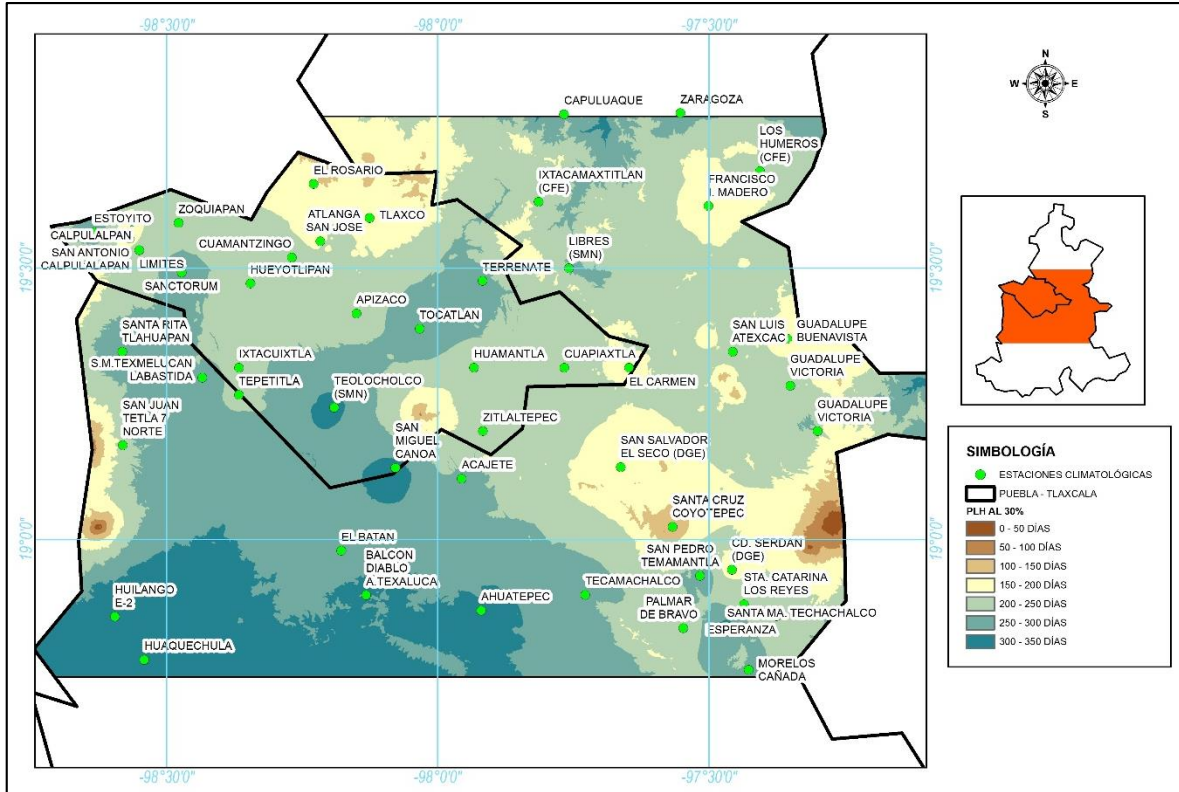 -98°30'0"
-98°0'0"
-97°30'0"
N
W
E
S
CAPULUAQUE
ZARAGOZA
LOS
HUMEROS
(CFE)
EL ROSARIO
IXTACAMAXTITLAN
(CFE)
FRANCISCO
I. MADERO
ESTOYITO
ZOQUIAPAN
ATLANGA
SAN JOSE
TLAXCO
CALPULALPAN
CUAMANTZINGO
LIBRES
(SMN)
SAN ANTONIO
CALPULALAPAN
LIMITES
HUEYOTLIPAN
TERRENATE
19°30'0"
19°30'0"
SANCTORUM
APIZACO
TOCATLAN
SANTA RITA
TLAHUAPAN
SAN LUIS
ATEXCAC
GUADALUPE
BUENAVISTA
S.M.TEXMELUCAN
LABASTIDA
IXTACUIXTLA
HUAMANTLA
CUAPIAXTLA
GUADALUPE
VICTORIA
TEPETITLA
TEOLOCHOLCO
(SMN)
EL CARMEN
SAN JUAN
TETLA 7
NORTE
SAN
MIGUEL
CANOA
ZITLALTEPEC
GUADALUPE
VICTORIA
SAN SALVADOR
EL SECO (DGE)
ACAJETE
SANTA CRUZ
COYOTEPEC
19°0'0"
19°0'0"
EL BATAN
BALCON
DIABLO
A.TEXALUCA
SAN PEDRO
TEMAMANTLA
CD. SERDAN
(DGE)
HUILANGO
E-2
AHUATEPEC
TECAMACHALCO
STA. CATARINA
LOS REYES
PALMAR
DE BRAVO
SANTA MA. TECHACHALCO
ESPERANZA
HUAQUECHULA
MORELOS
CAÑADA
-98°30'0"
-98°0'0"
-97°30'0"
SIMBOLOGÍA
ESTACIONES CLIMATOLÓGICAS
PUEBLA - TLAXCALA
PLH AL 30%
0 - 50 DÍAS
50 - 100 DÍAS
100 - 150 DÍAS
150 - 200 DÍAS
200 - 250 DÍAS
250 - 300 DÍAS
300 - 350 DÍAS